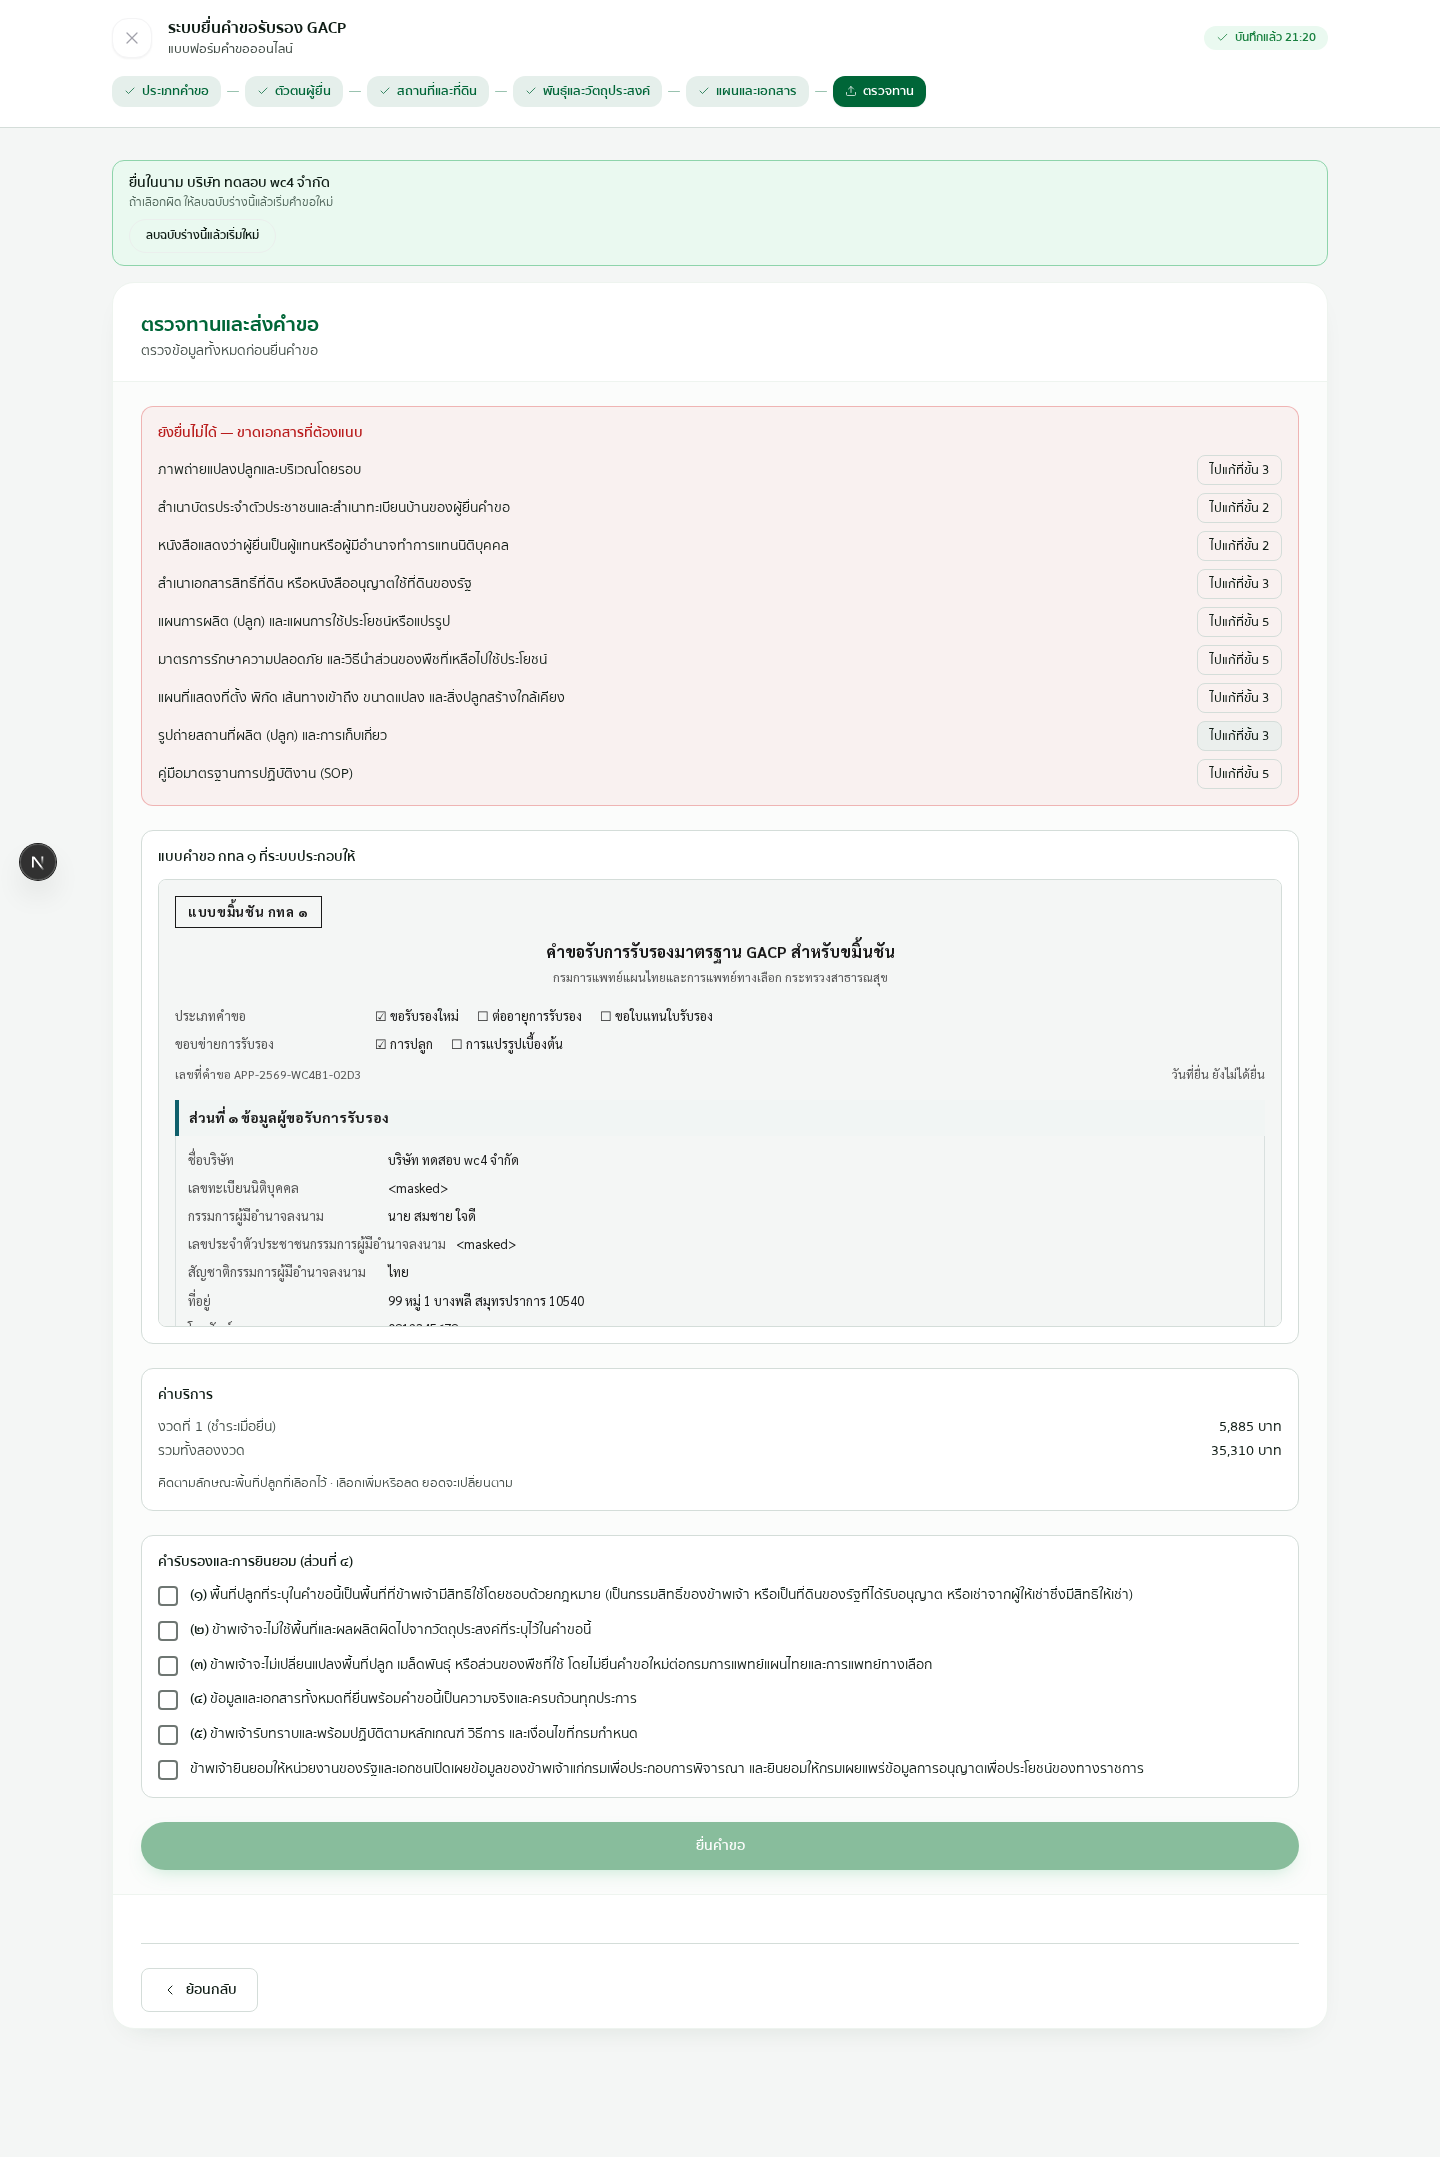 ระบบยื่นคำขอรับรอง GACP
แบบฟอร์มคำขอออนไลน์
บันทึกแล้ว 21:20
ประเภทคำขอ — ตัวตนผู้ยื่น — สถานที่และที่ดิน — พันธุ์และวัตถุประสงค์ — แผนและเอกสาร — ตรวจทาน
ยื่นในนาม บริษัท ทดสอบ wc4 จำกัด
ถ้าเลือกผิด ให้ลบฉบับร่างนี้แล้วเริ่มคำขอใหม่
ลบฉบับร่างนี้แล้วเริ่มใหม่
ตรวจทานและส่งคำขอ
ตรวจข้อมูลทั้งหมดก่อนยื่นคำขอ
ยังยื่นไม่ได้ — ขาดเอกสารที่ต้องแนบ
ภาพถ่ายแปลงปลูกและบริเวณโดยรอบ ไปแก้ที่ขั้น 3
สำเนาบัตรประจำตัวประชาชนและสำเนาทะเบียนบ้านของผู้ยื่นคำขอ ไปแก้ที่ขั้น 2
หนังสือแสดงว่าผู้ยื่นเป็นผู้แทนหรือผู้มีอำนาจทำการแทนนิติบุคคล ไปแก้ที่ขั้น 2
สำเนาเอกสารสิทธิ์ที่ดิน หรือหนังสืออนุญาตใช้ที่ดินของรัฐ ไปแก้ที่ขั้น 3
แผนการผลิต (ปลูก) และแผนการใช้ประโยชน์หรือแปรรูป ไปแก้ที่ขั้น 5
มาตรการรักษาความปลอดภัย และวิธีนำส่วนของพืชที่เหลือไปใช้ประโยชน์ ไปแก้ที่ขั้น 5
แผนที่แสดงที่ตั้ง พิกัด เส้นทางเข้าถึง ขนาดแปลง และสิ่งปลูกสร้างใกล้เคียง ไปแก้ที่ขั้น 3
รูปถ่ายสถานที่ผลิต (ปลูก) และการเก็บเกี่ยว ไปแก้ที่ขั้น 3
คู่มือมาตรฐานการปฏิบัติงาน (SOP) ไปแก้ที่ขั้น 5
แบบคำขอ กทล ๑ ที่ระบบประกอบให้
แบบขมิ้นชัน กทล ๑
คำขอรับการรับรองมาตรฐาน GACP สำหรับขมิ้นชัน
กรมการแพทย์แผนไทยและการแพทย์ทางเลือก กระทรวงสาธารณสุข
ประเภทคำขอ ☑ ขอรับรองใหม่ ☐ ต่ออายุการรับรอง ☐ ขอใบแทนใบรับรอง
ขอบข่ายการรับรอง ☑ การปลูก ☐ การแปรรูปเบื้องต้น
เลขที่คำขอ APP-2569-WC4B1-02D3 วันที่ยื่น ยังไม่ได้ยื่น
ส่วนที่ ๑ ข้อมูลผู้ขอรับการรับรอง
ชื่อบริษัท บริษัท ทดสอบ wc4 จำกัด
เลขทะเบียนนิติบุคคล <masked>
กรรมการผู้มีอำนาจลงนาม นาย สมชาย ใจดี
เลขประจำตัวประชาชนกรรมการผู้มีอำนาจลงนาม <masked>
สัญชาติกรรมการผู้มีอำนาจลงนาม ไทย
ที่อยู่ 99 หมู่ 1 บางพลี สมุทรปราการ 10540
ค่าบริการ
งวดที่ 1 (ชำระเมื่อยื่น) 5,885 บาท
รวมทั้งสองงวด 35,310 บาท
คิดตามลักษณะพื้นที่ปลูกที่เลือกไว้ · เลือกเพิ่มหรือลด ยอดจะเปลี่ยนตาม
คำรับรองและการยินยอม (ส่วนที่ ๔)
(๑) พื้นที่ปลูกที่ระบุในคำขอนี้เป็นพื้นที่ที่ข้าพเจ้ามีสิทธิใช้โดยชอบด้วยกฎหมาย (เป็นกรรมสิทธิ์ของข้าพเจ้า หรือเป็นที่ดินของรัฐที่ได้รับอนุญาต หรือเช่าจากผู้ให้เช่าซึ่งมีสิทธิให้เช่า)
(๒) ข้าพเจ้าจะไม่ใช้พื้นที่และผลผลิตผิดไปจากวัตถุประสงค์ที่ระบุไว้ในคำขอนี้
(๓) ข้าพเจ้าจะไม่เปลี่ยนแปลงพื้นที่ปลูก เมล็ดพันธุ์ หรือส่วนของพืชที่ใช้ โดยไม่ยื่นคำขอใหม่ต่อกรมการแพทย์แผนไทยและการแพทย์ทางเลือก
(๔) ข้อมูลและเอกสารทั้งหมดที่ยื่นพร้อมคำขอนี้เป็นความจริงและครบถ้วนทุกประการ
(๕) ข้าพเจ้ารับทราบและพร้อมปฏิบัติตามหลักเกณฑ์ วิธีการ และเงื่อนไขที่กรมกำหนด
ข้าพเจ้ายินยอมให้หน่วยงานของรัฐและเอกชนเปิดเผยข้อมูลของข้าพเจ้าแก่กรมเพื่อประกอบการพิจารณา และยินยอมให้กรมเผยแพร่ข้อมูลการอนุญาตเพื่อประโยชน์ของทางราชการ
ยื่นคำขอ
ย้อนกลับ